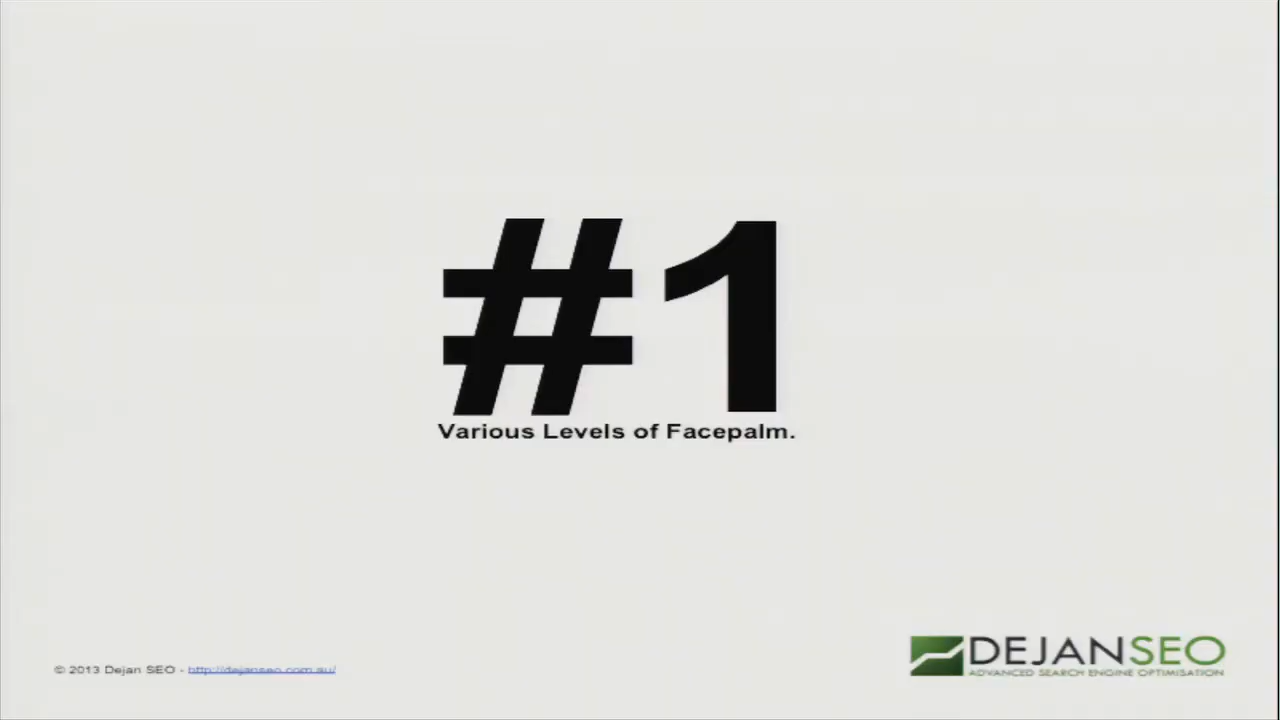 #1
Various Levels of Facepalm.
© 2013 Dejan SEO - http://dejanseo.com.au/
DEJANSEO
ADVANCED SEARCH ENGINE OPTIMISATION